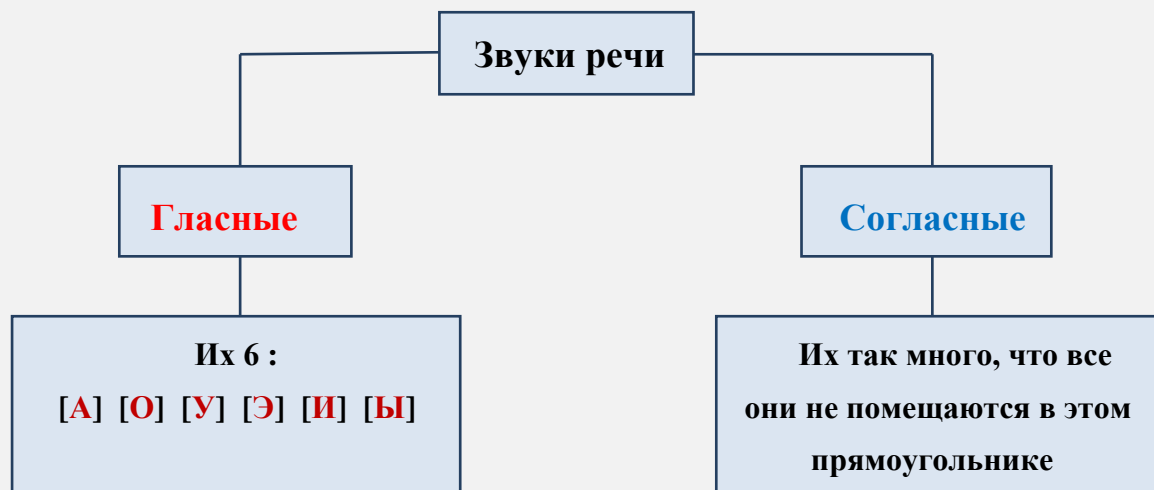 Звуки речи
Гласные
Согласные
Их 6 :
[А] [О] [У] [Э] [И] [Ы]
Их так много, что все
они не помещаются в этом
прямоугольнике